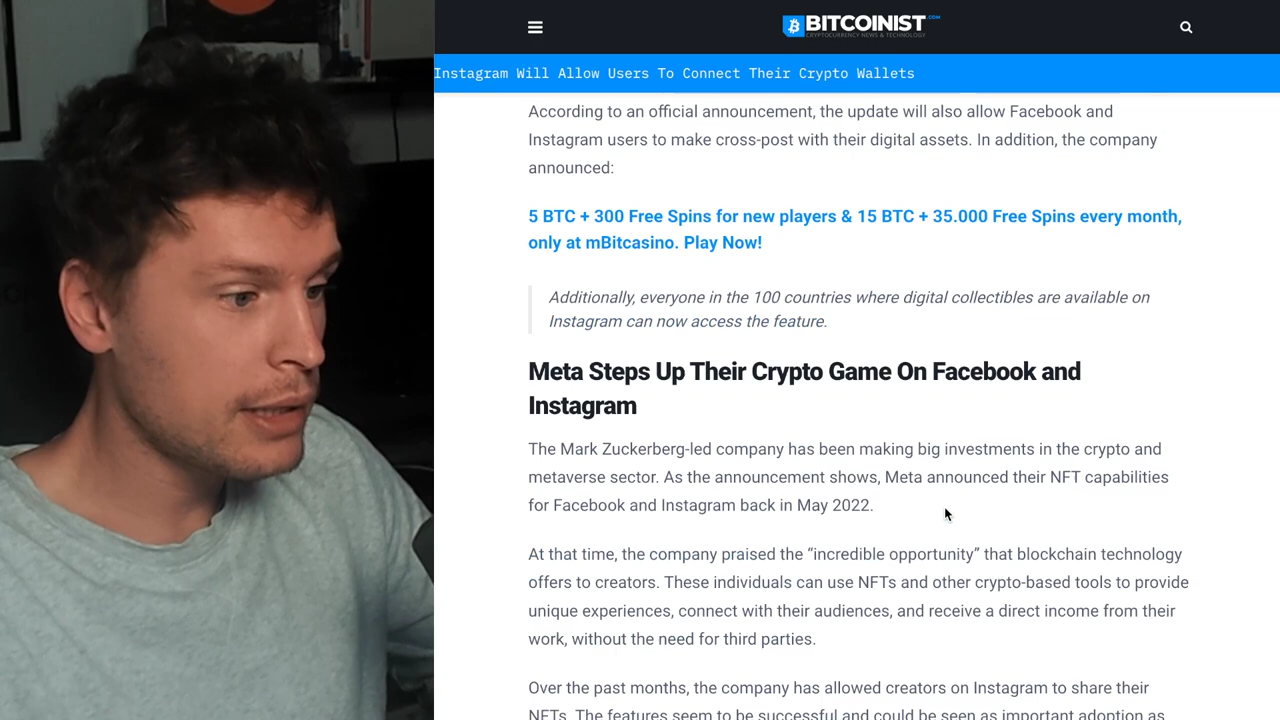 BITCOINIST.COM
CRYPTOCURRENCY NEWS & TECHNOLOGY
Instagram Will Allow Users To Connect Their Crypto Wallets
According to an official announcement, the update will also allow Facebook and
Instagram users to make cross-post with their digital assets. In addition, the company
announced:
5 BTC + 300 Free Spins for new players & 15 BTC + 35.000 Free Spins every month,
only at mBitcasino. Play Now!
Additionally, everyone in the 100 countries where digital collectibles are available on
Instagram can now access the feature.
Meta Steps Up Their Crypto Game On Facebook and
Instagram
The Mark Zuckerberg-led company has been making big investments in the crypto and
metaverse sector. As the announcement shows, Meta announced their NFT capabilities
for Facebook and Instagram back in May 2022.
At that time, the company praised the “incredible opportunity” that blockchain technology
offers to creators. These individuals can use NFTs and other crypto-based tools to provide
unique experiences, connect with their audiences, and receive a direct income from their
work, without the need for third parties.
Over the past months, the company has allowed creators on Instagram to share their
NFTs. The features seem to be successful and could be seen as important adoption as